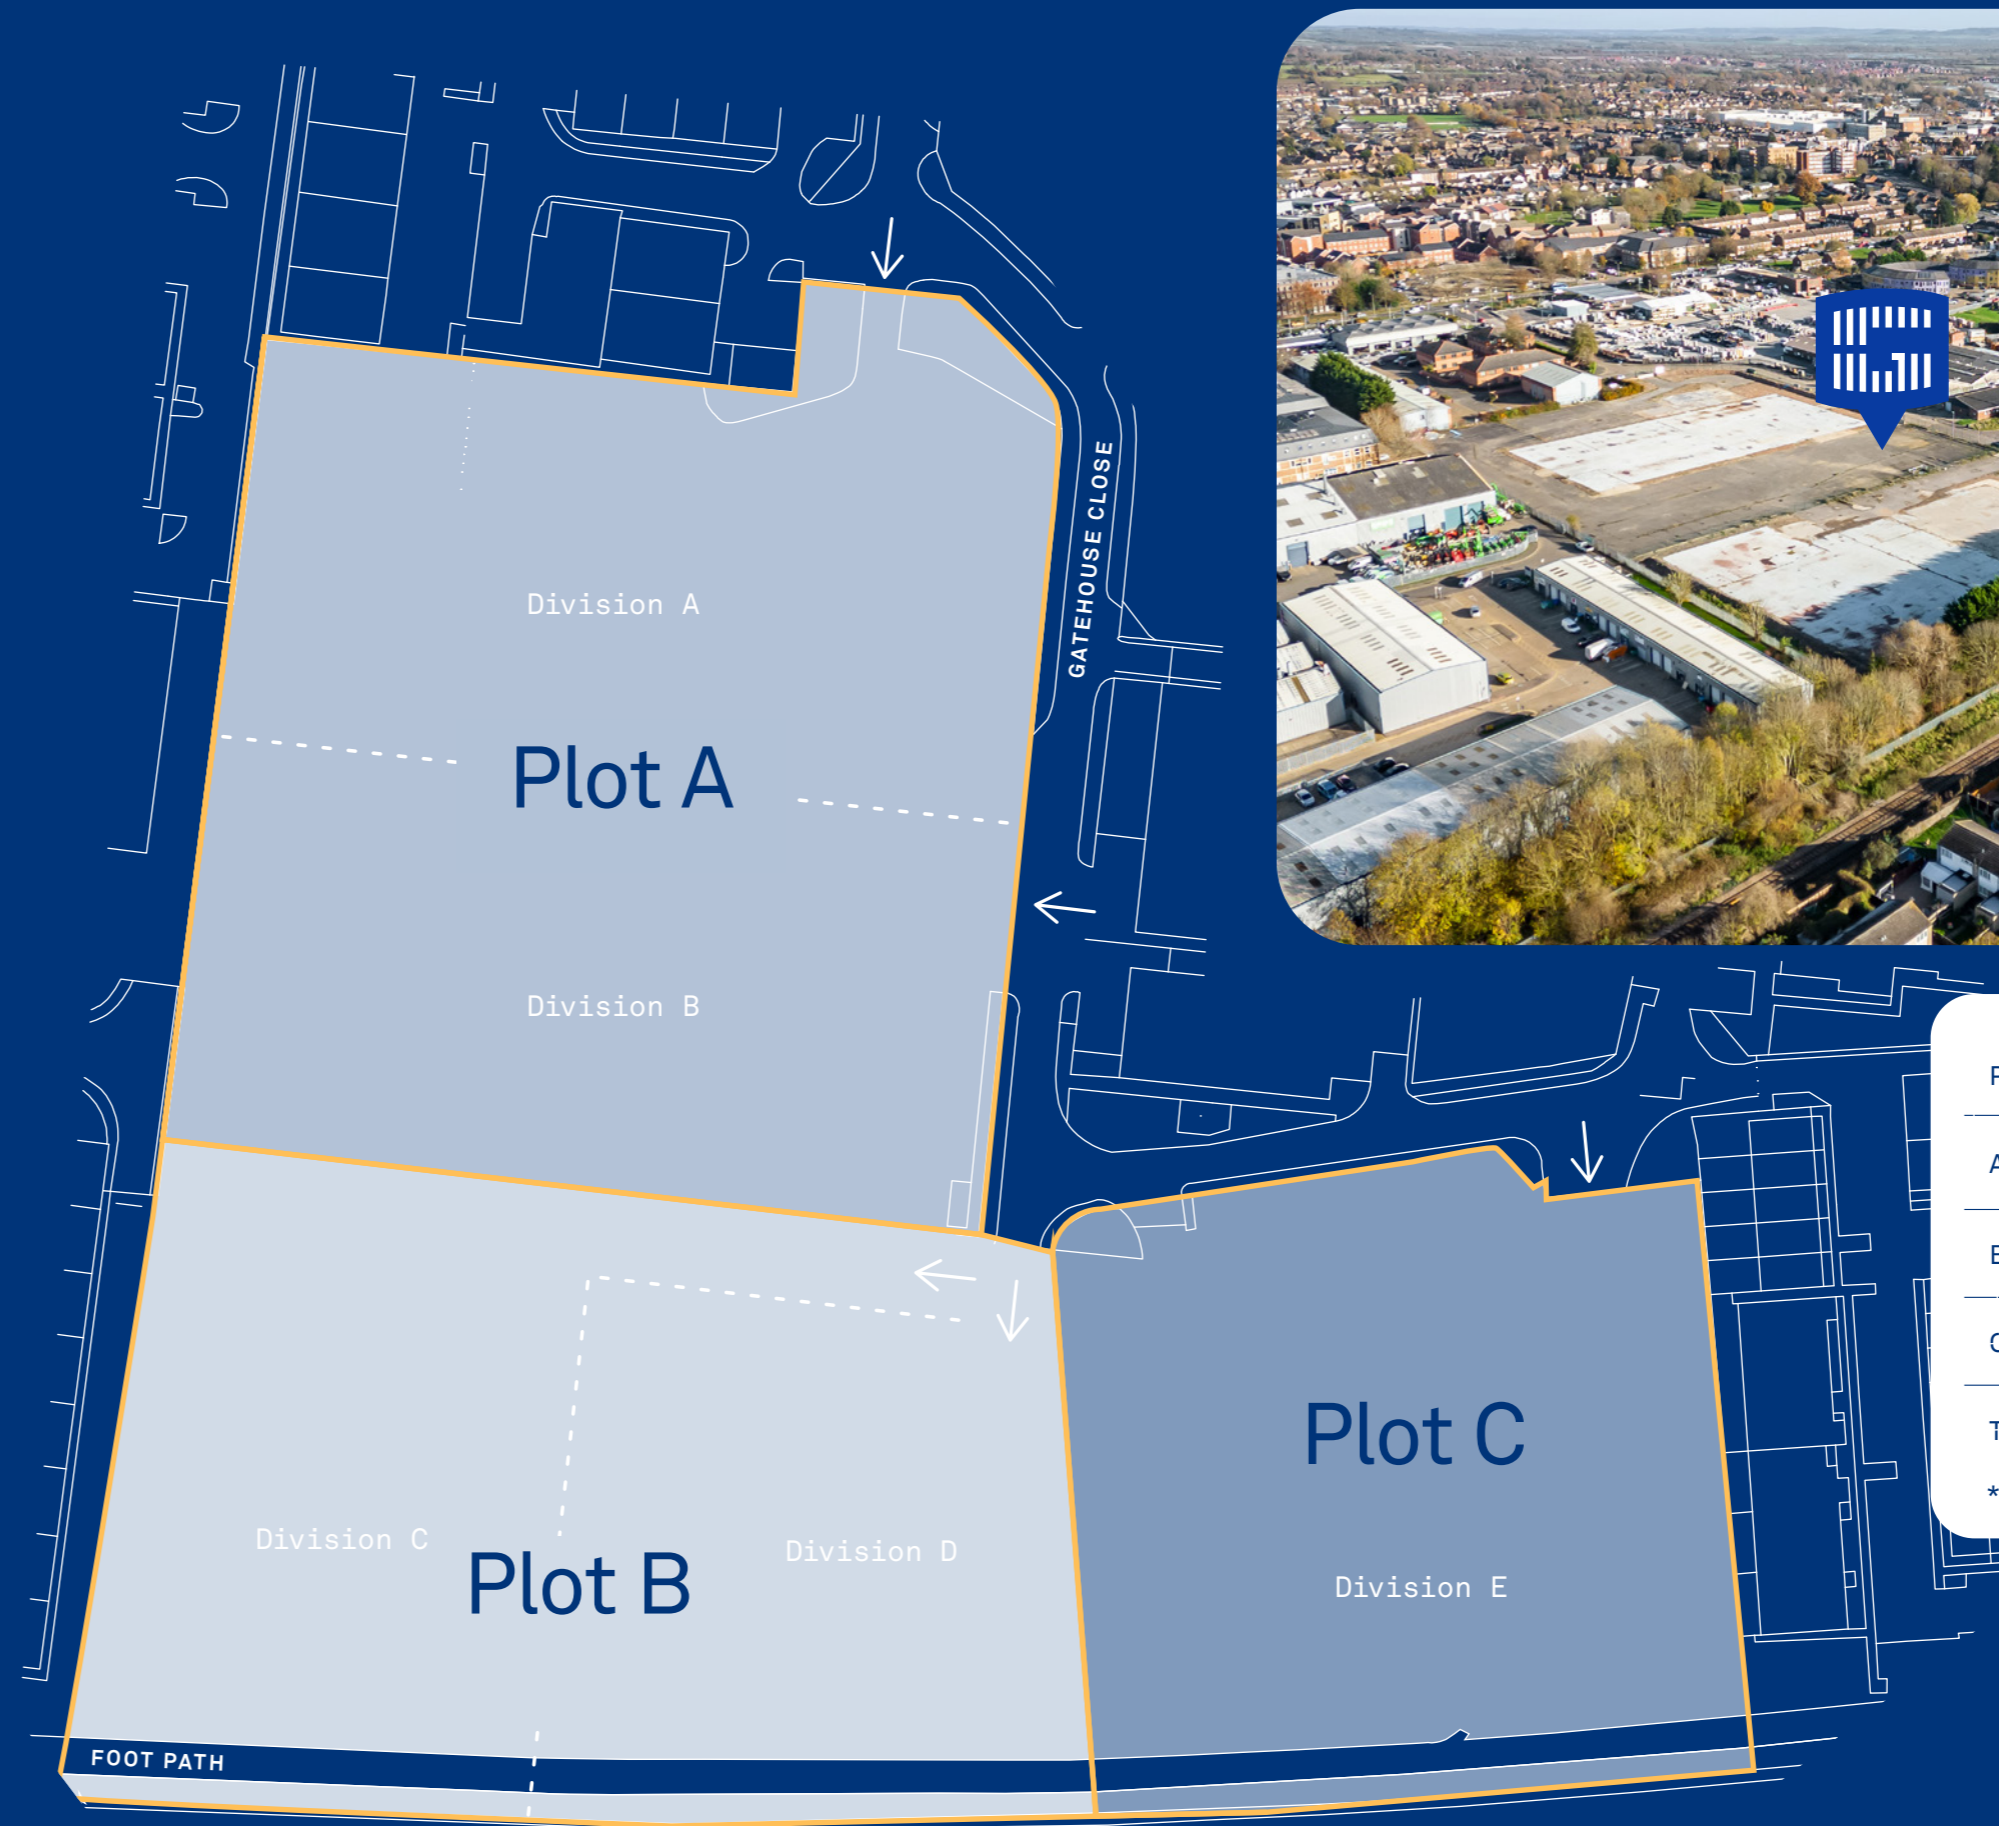 GATEHOUSE CLOSE
Division A
Plot A
Division B
Plot C
Division C
Division D
Plot B
Division E
FOOT PATH
A
*